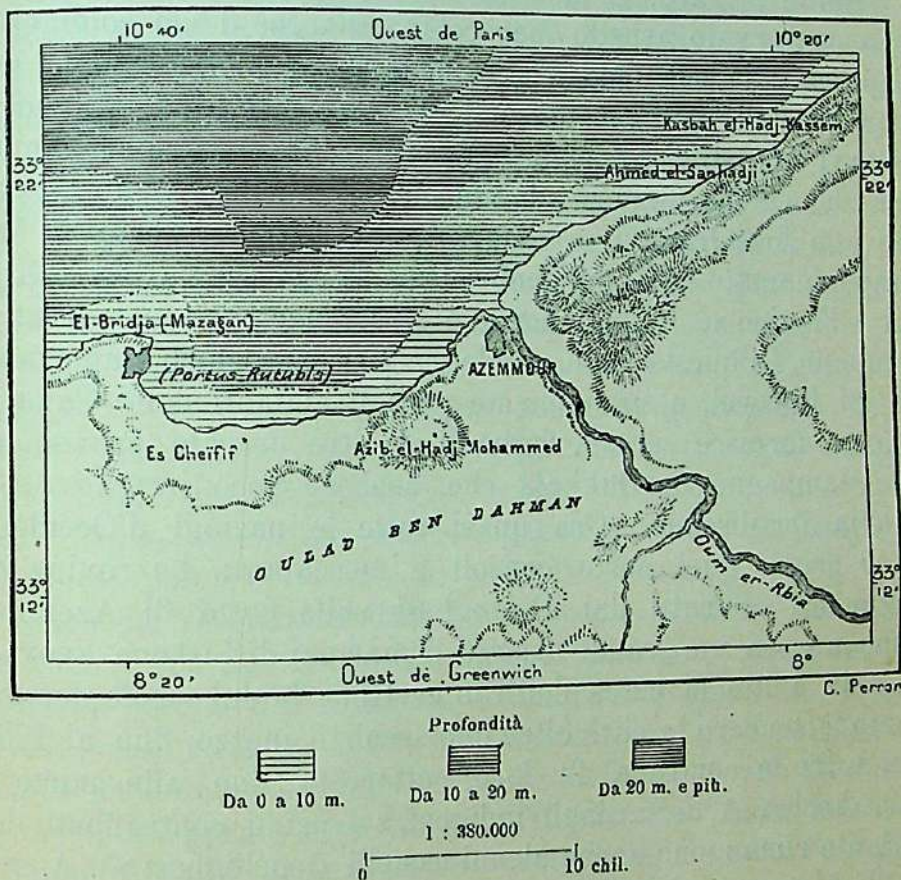 10° 40' Ouest de Paris 10° 20'
Kasbah el-Hadj-Kassem
33° 22' Ahmed el-Sanhadji 33° 22'
El-Bridja (Mazagan)
(Portus Rutubis)
AZEMMOUR
Es Cheïfif Azib el-Hadj-Mohammed
OULAD BEN DAHMAN
Oum er-Rbia
33° 12' 33° 12'
8° 20' Ouest de Greenwich 8°
C. Perron
Profondità
Da 0 a 10 m. Da 10 a 20 m. Da 20 m. e più.
1 : 380.000
0 10 chil.